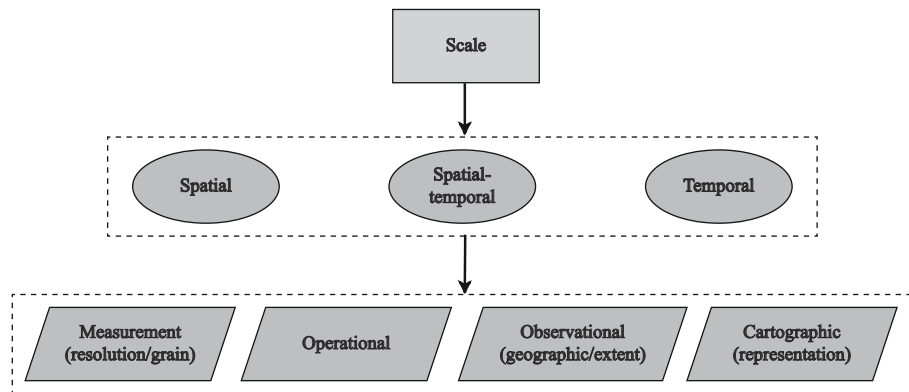 Scale
Spatial
Spatial-
temporal
Temporal
Measurement
(resolution/grain)
Operational
Observational
(geographic/extent)
Cartographic
(representation)